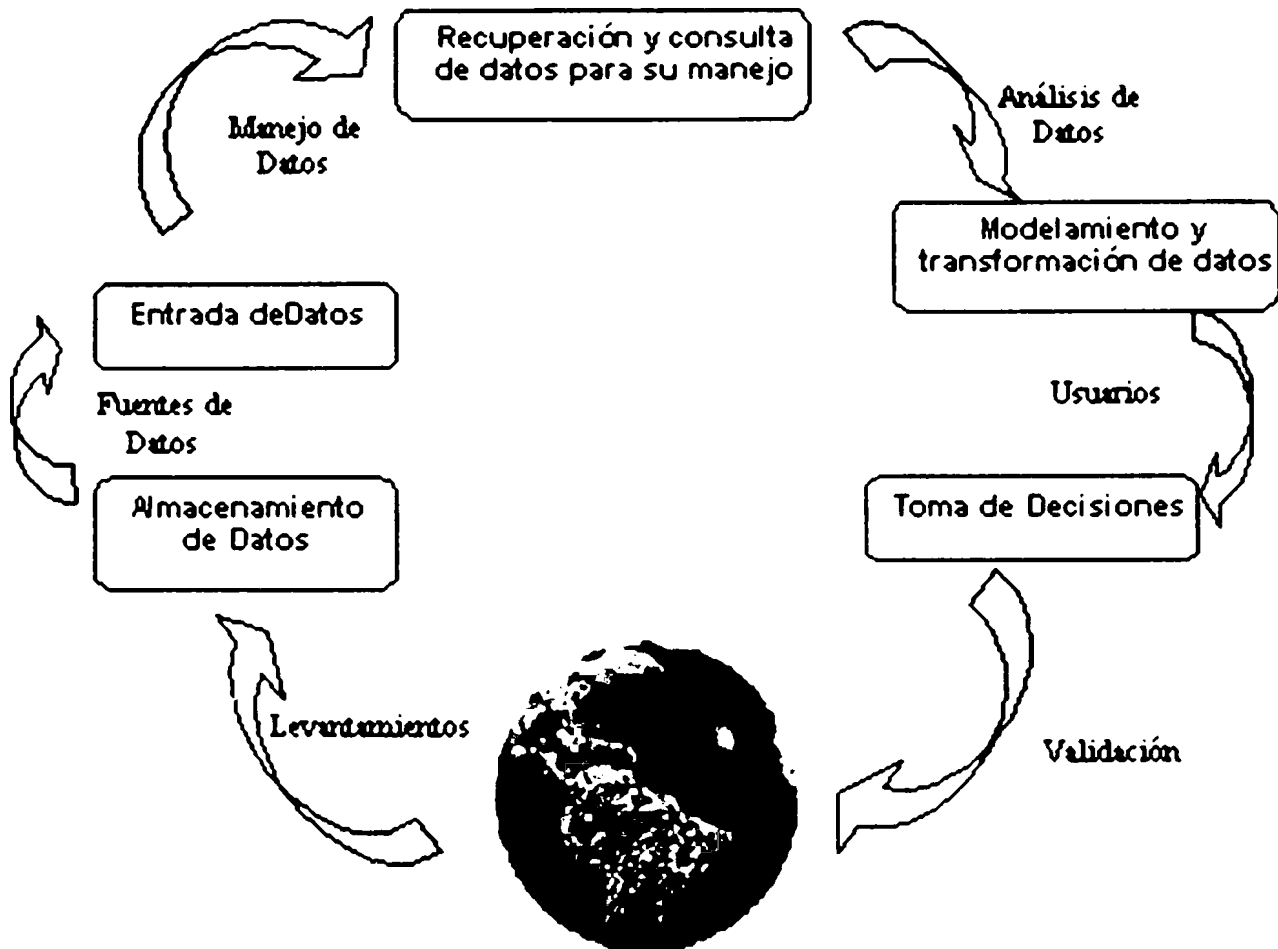 Recuperación y consulta
de datos para su manejo
Manejo de
Datos
Análisis de
Datos
Modelamiento y
transformación de datos
Entrada deDatos
Fuentes de
Datos
Usuarios
Almacenamiento
de Datos
Toma de Decisiones
Levantamientos
Validación